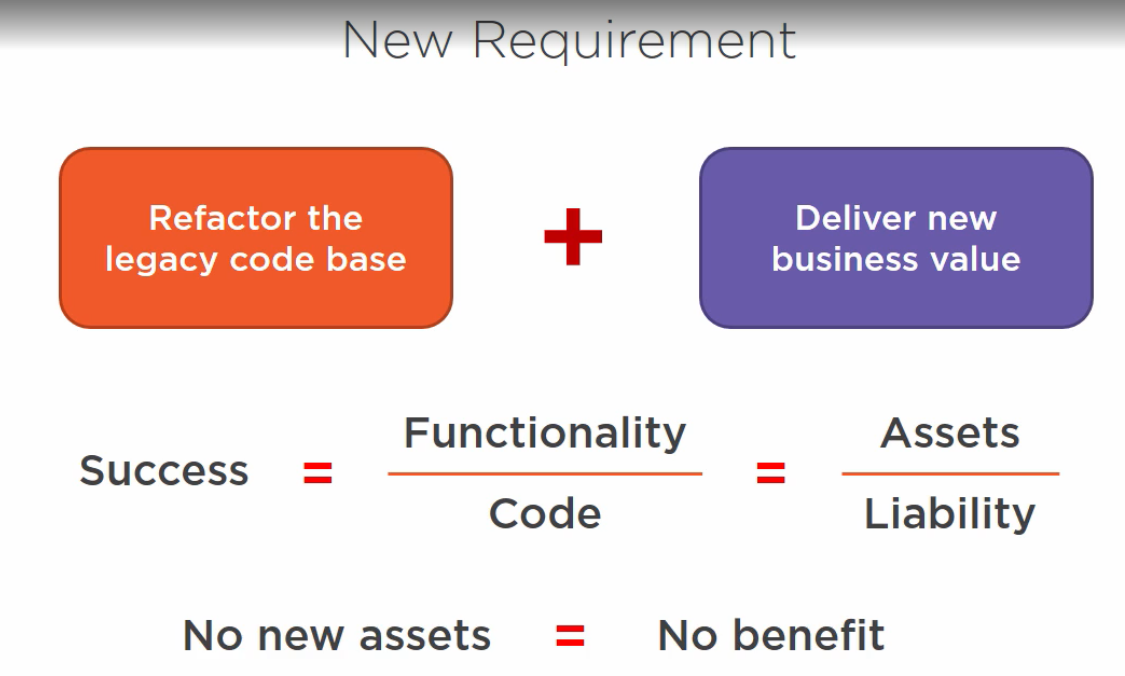 New Requirement
Refactor the
legacy code base
+
Deliver new
business value
Success = Functionality / Code = Assets / Liability
No new assets = No benefit